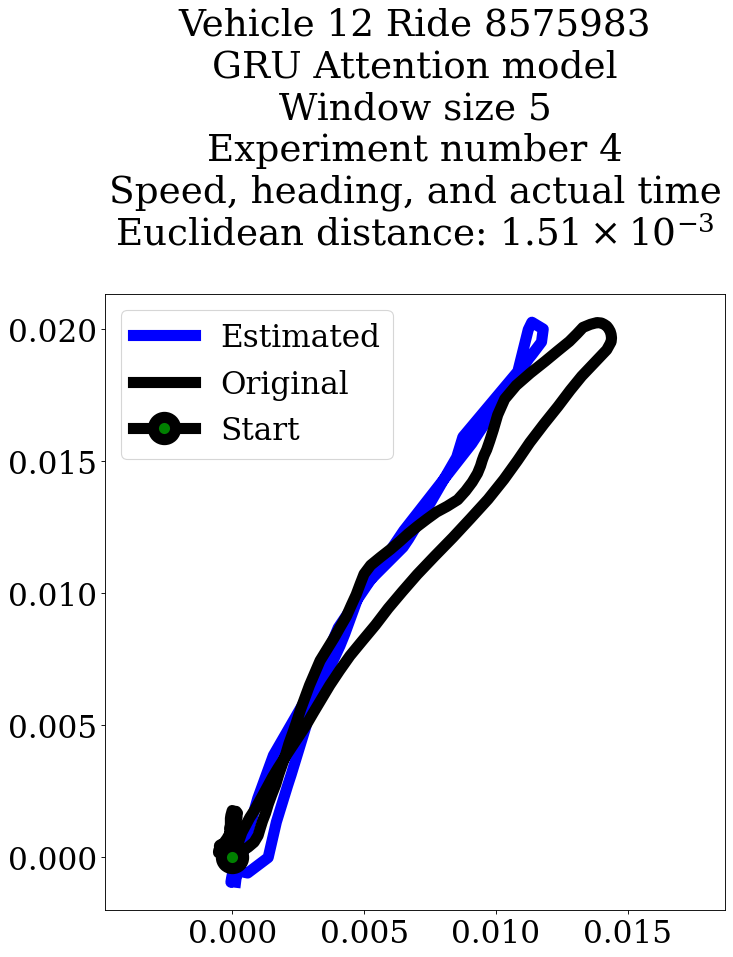 Vehicle 12 Ride 8575983
GRU Attention model
Window size 5
Experiment number 4
Speed, heading, and actual time
Euclidean distance: 1.51 × 10⁻³
Estimated
Original
Start
0.020
0.015
0.010
0.005
0.000
0.000 0.005 0.010 0.015